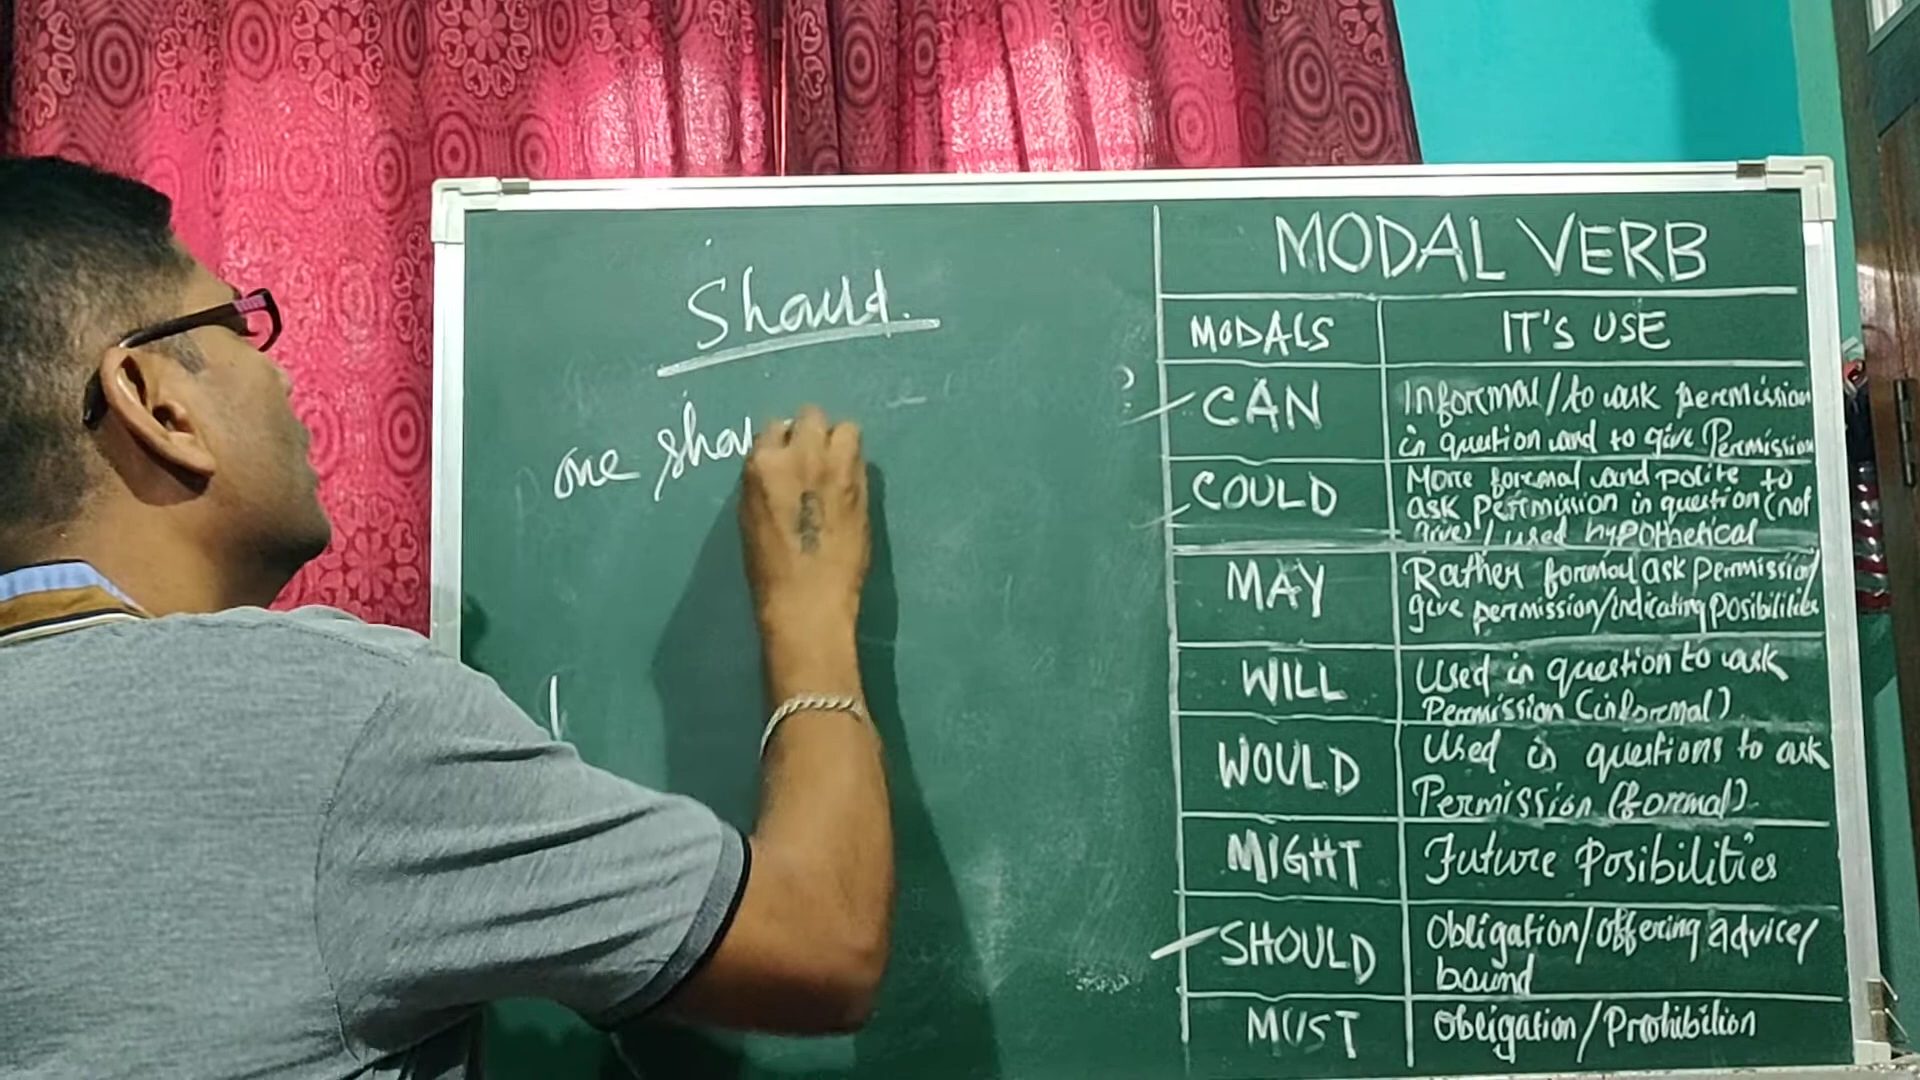 Should.
one shou
MODAL VERB
MODALS
IT'S USE
CAN
Informal/to ask permission
in question and to give Permission
COULD
More formal and polite to
ask permission in question (not
give) / used hypothetical
MAY
Rather formal ask permission/
give permission/indicating Posibilities
WILL
Used in question to ask
Permission (informal)
WOULD
Used in questions to ask
Permission (formal)
MIGHT
Future Posibilities
SHOULD
Obligation/offering advice/
bound
MUST
Obligation/Prohibition